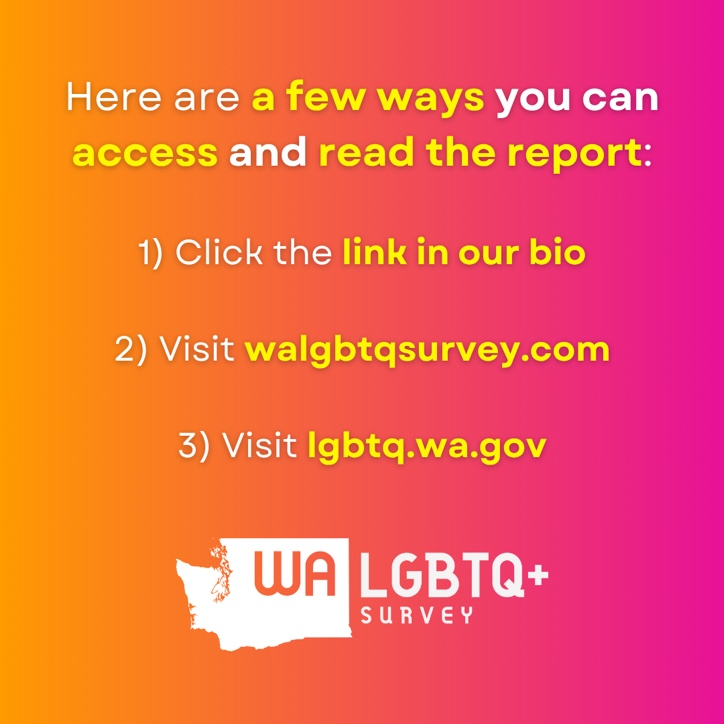 Here are a few ways you can
access and read the report:
1) Click the link in our bio
2) Visit walgbtqsurvey.com
3) Visit lgbtq.wa.gov
WA LGBTQ+
SURVEY